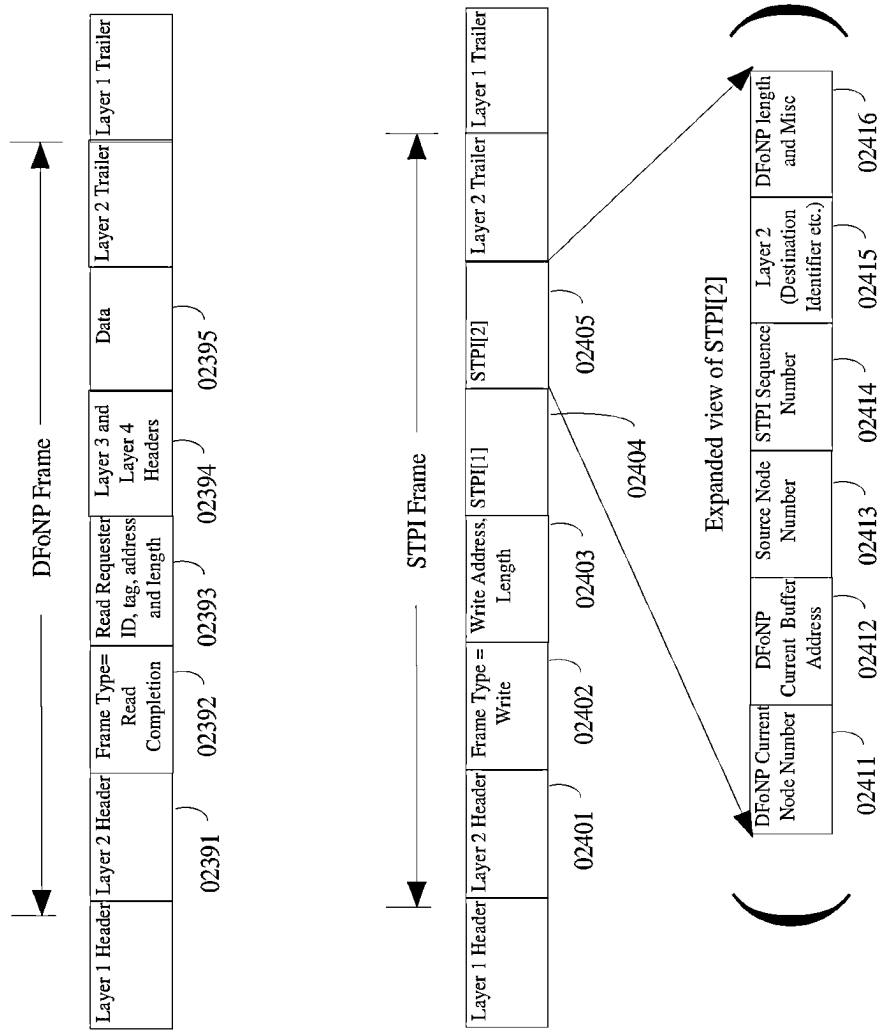 DFoNP Frame
Layer 1 Header
Layer 2 Header
Frame Type=
Read
Completion
Read Requester
ID, tag, address
and length
Layer 3 and
Layer 4
Headers
Data
Layer 2 Trailer
Layer 1 Trailer
02391
02392
02393
02394
02395
STPI Frame
Layer 1 Header
Layer 2 Header
Frame Type =
Write
Write Address,
Length
STPI[1]
STPI[2]
Layer 2 Trailer
Layer 1 Trailer
02401
02402
02403
02404
02405
Expanded view of STPI[2]
DFoNP Current
Node Number
DFoNP
Current Buffer
Address
Source Node
Number
STPI Sequence
Number
Layer 2
(Destination
Identifier etc.)
DFoNP length
and Misc
02411
02412
02413
02414
02415
02416